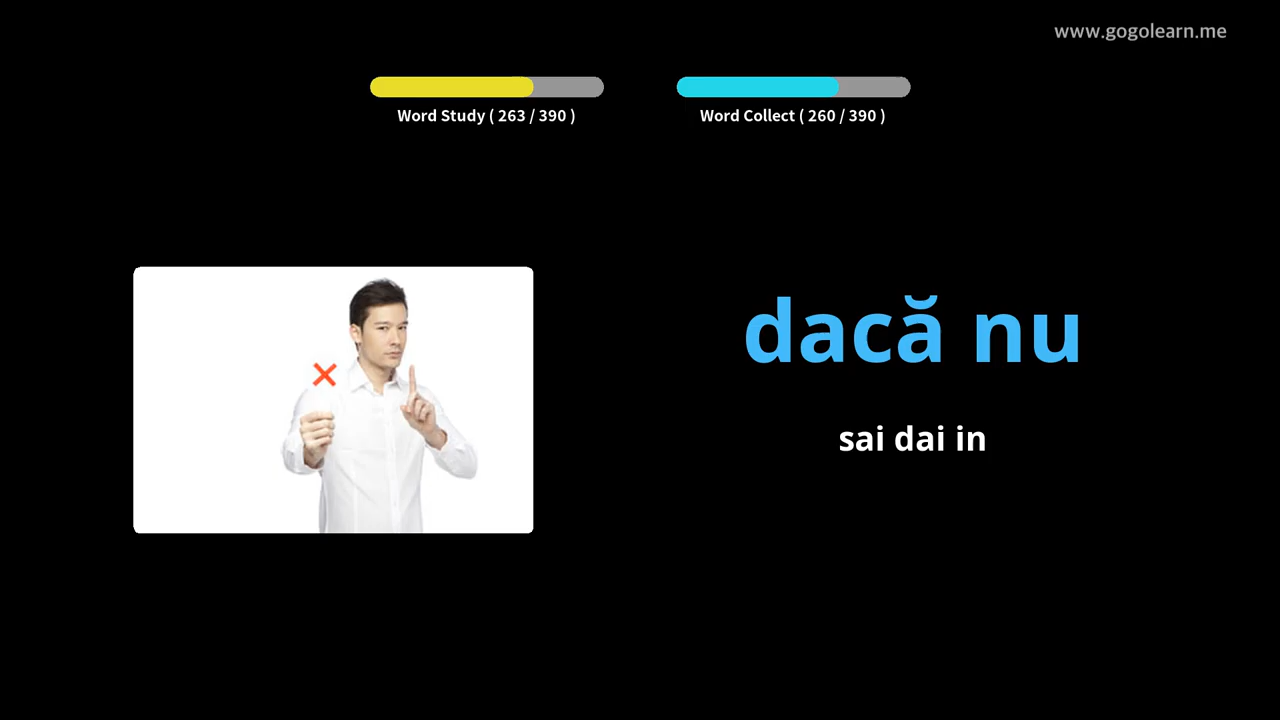 www.gogolearn.me
Word Study ( 263 / 390 )
Word Collect ( 260 / 390 )
dacă nu
sai dai in